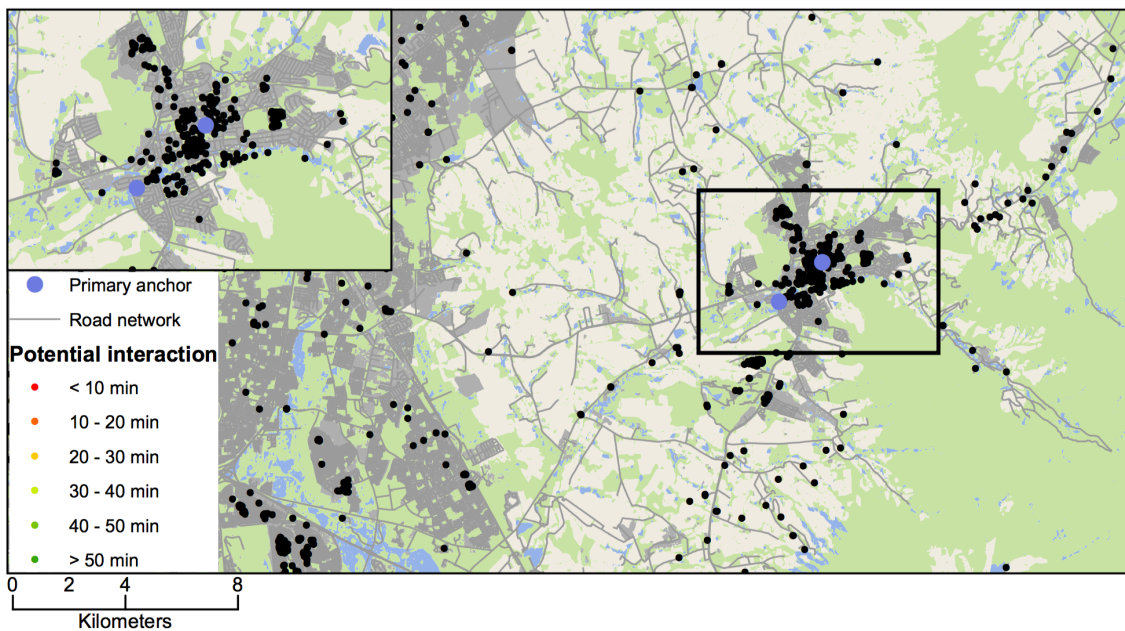 Primary anchor
Road network
Potential interaction
< 10 min
10 - 20 min
20 - 30 min
30 - 40 min
40 - 50 min
> 50 min
0 2 4 8
Kilometers